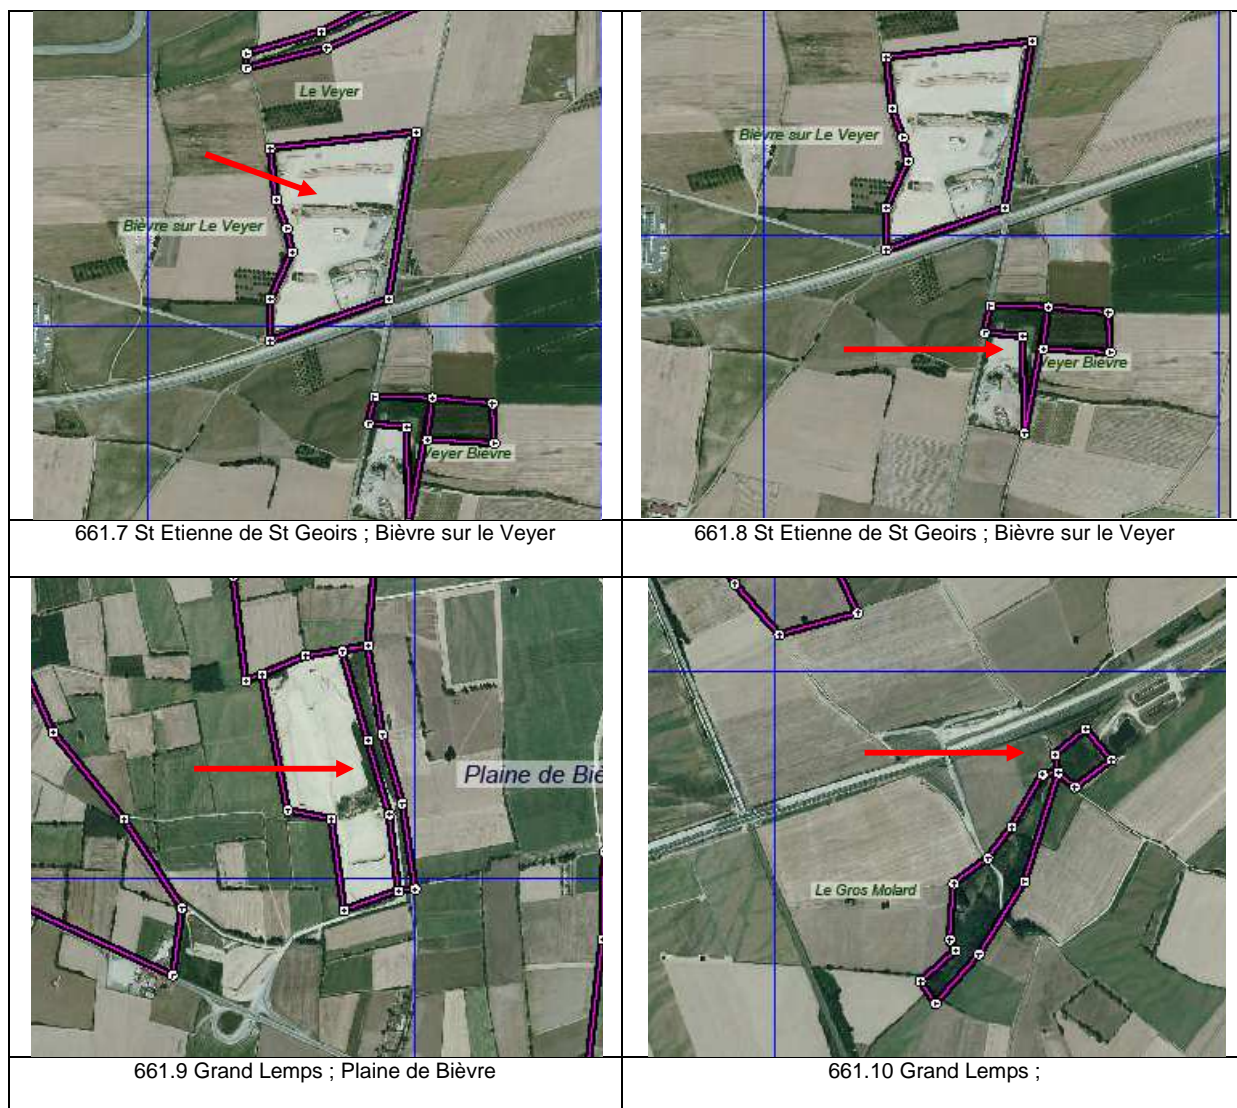 Le Veyer
Bièvre sur Le Veyer
Veyer Bièvre
Bièvre sur Le Veyer
Veyer Bièvre
661.7 St Etienne de St Geoirs ; Bièvre sur le Veyer
661.8 St Etienne de St Geoirs ; Bièvre sur le Veyer
Plaine de Biè
Le Gros Molard
661.9 Grand Lemps ; Plaine de Bièvre
661.10 Grand Lemps ;